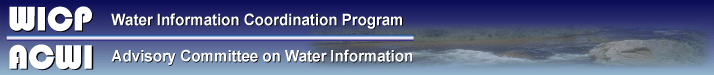 WICP Water Information Coordination Program
ACWI Advisory Committee on Water Information